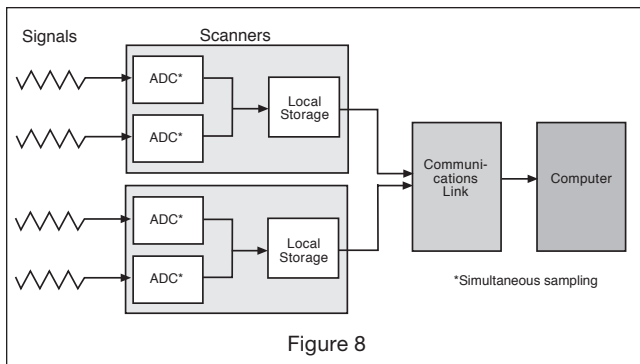 Signals
Scanners
ADC*
ADC*
Local
Storage
ADC*
ADC*
Local
Storage
Communi-
cations
Link
Computer
*Simultaneous sampling
Figure 8